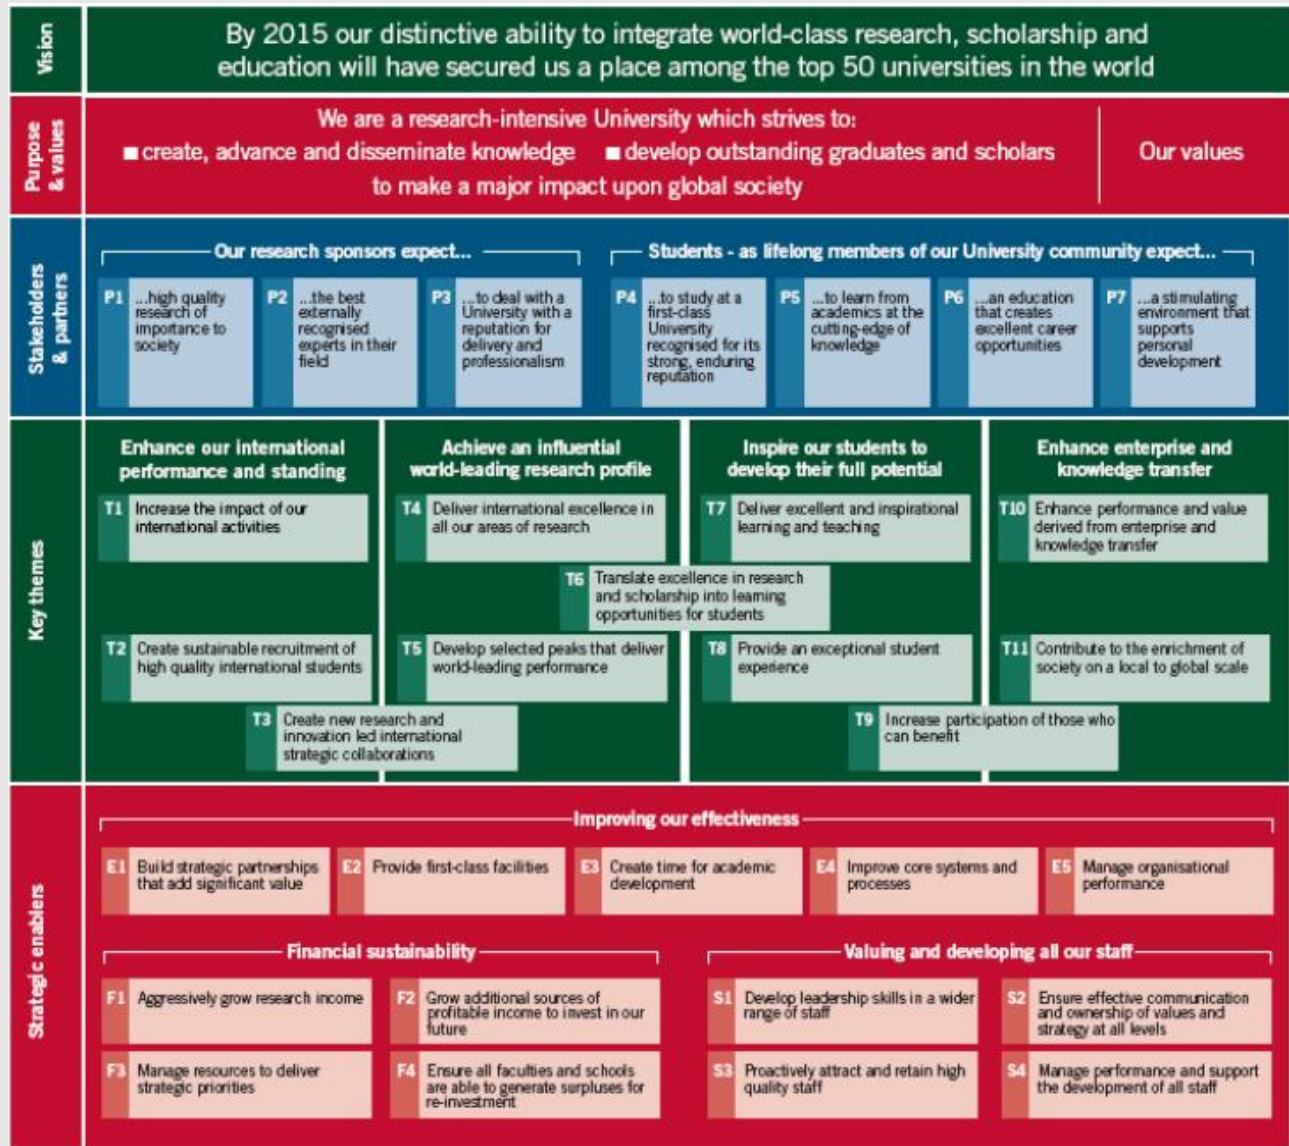 Vision
By 2015 our distinctive ability to integrate world-class research, scholarship and
education will have secured us a place among the top 50 universities in the world
Purpose
& values
We are a research-intensive University which strives to:
■ create, advance and disseminate knowledge ■ develop outstanding graduates and scholars
to make a major impact upon global society
Our values
Stakeholders
& partners
Our research sponsors expect...
P1 ...high quality
research of
importance to
society
P2 ...the best
externally
recognised
experts in their
field
P3 ...to deal with a
University with a
reputation for
delivery and
professionalism
Students - as lifelong members of our University community expect...
P4 ...to study at a
first-class
University
recognised for its
strong, enduring
reputation
P5 ...to learn from
academics at the
cutting-edge of
knowledge
P6 ...an education
that creates
excellent career
opportunities
P7 ...a stimulating
environment that
supports
personal
development
Key themes
Enhance our international
performance and standing
T1 Increase the impact of our
international activities
T2 Create sustainable recruitment of
high quality international students
T3 Create new research and
innovation led international
strategic collaborations
Achieve an influential
world-leading research profile
T4 Deliver international excellence in
all our areas of research
T5 Develop selected peaks that deliver
world-leading performance
T6 Translate excellence in research
and scholarship into learning
opportunities for students
Inspire our students to
develop their full potential
T7 Deliver excellent and inspirational
learning and teaching
T8 Provide an exceptional student
experience
T9 Increase participation of those who
can benefit
Enhance enterprise and
knowledge transfer
T10 Enhance performance and value
derived from enterprise and
knowledge transfer
T11 Contribute to the enrichment of
society on a local to global scale
Strategic enablers
Improving our effectiveness
E1 Build strategic partnerships
that add significant value
E2 Provide first-class facilities
E3 Create time for academic
development
E4 Improve core systems and
processes
E5 Manage organisational
performance
Financial sustainability
F1 Aggressively grow research income
F2 Grow additional sources of
profitable income to invest in our
future
F3 Manage resources to deliver
strategic priorities
F4 Ensure all faculties and schools
are able to generate surpluses for
re-investment
Valuing and developing all our staff
S1 Develop leadership skills in a wider
range of staff
S2 Ensure effective communication
and ownership of values and
strategy at all levels
S3 Proactively attract and retain high
quality staff
S4 Manage performance and support
the development of all staff